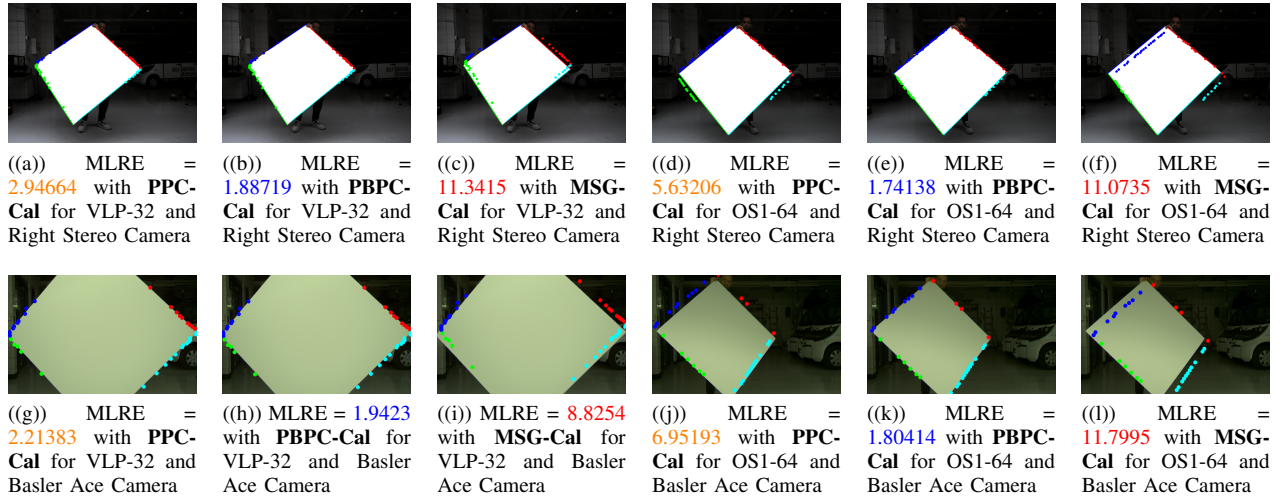 ((a)) MLRE =
2.94664 with PPC-
Cal for VLP-32 and
Right Stereo Camera
((b)) MLRE =
1.88719 with PBPC-
Cal for VLP-32 and
Right Stereo Camera
((c)) MLRE =
11.3415 with MSG-
Cal for VLP-32 and
Right Stereo Camera
((d)) MLRE =
5.63206 with PPC-
Cal for OS1-64 and
Right Stereo Camera
((e)) MLRE =
1.74138 with PBPC-
Cal for OS1-64 and
Right Stereo Camera
((f)) MLRE =
11.0735 with MSG-
Cal for OS1-64 and
Right Stereo Camera
((g)) MLRE =
2.21383 with PPC-
Cal for VLP-32 and
Basler Ace Camera
((h)) MLRE = 1.9423
with PBPC-Cal for
VLP-32 and Basler
Ace Camera
((i)) MLRE = 8.8254
with MSG-Cal for
VLP-32 and Basler
Ace Camera
((j)) MLRE =
6.95193 with PPC-
Cal for OS1-64 and
Basler Ace Camera
((k)) MLRE =
1.80414 with PBPC-
Cal for OS1-64 and
Basler Ace Camera
((l)) MLRE =
11.7995 with MSG-
Cal for OS1-64 and
Basler Ace Camera